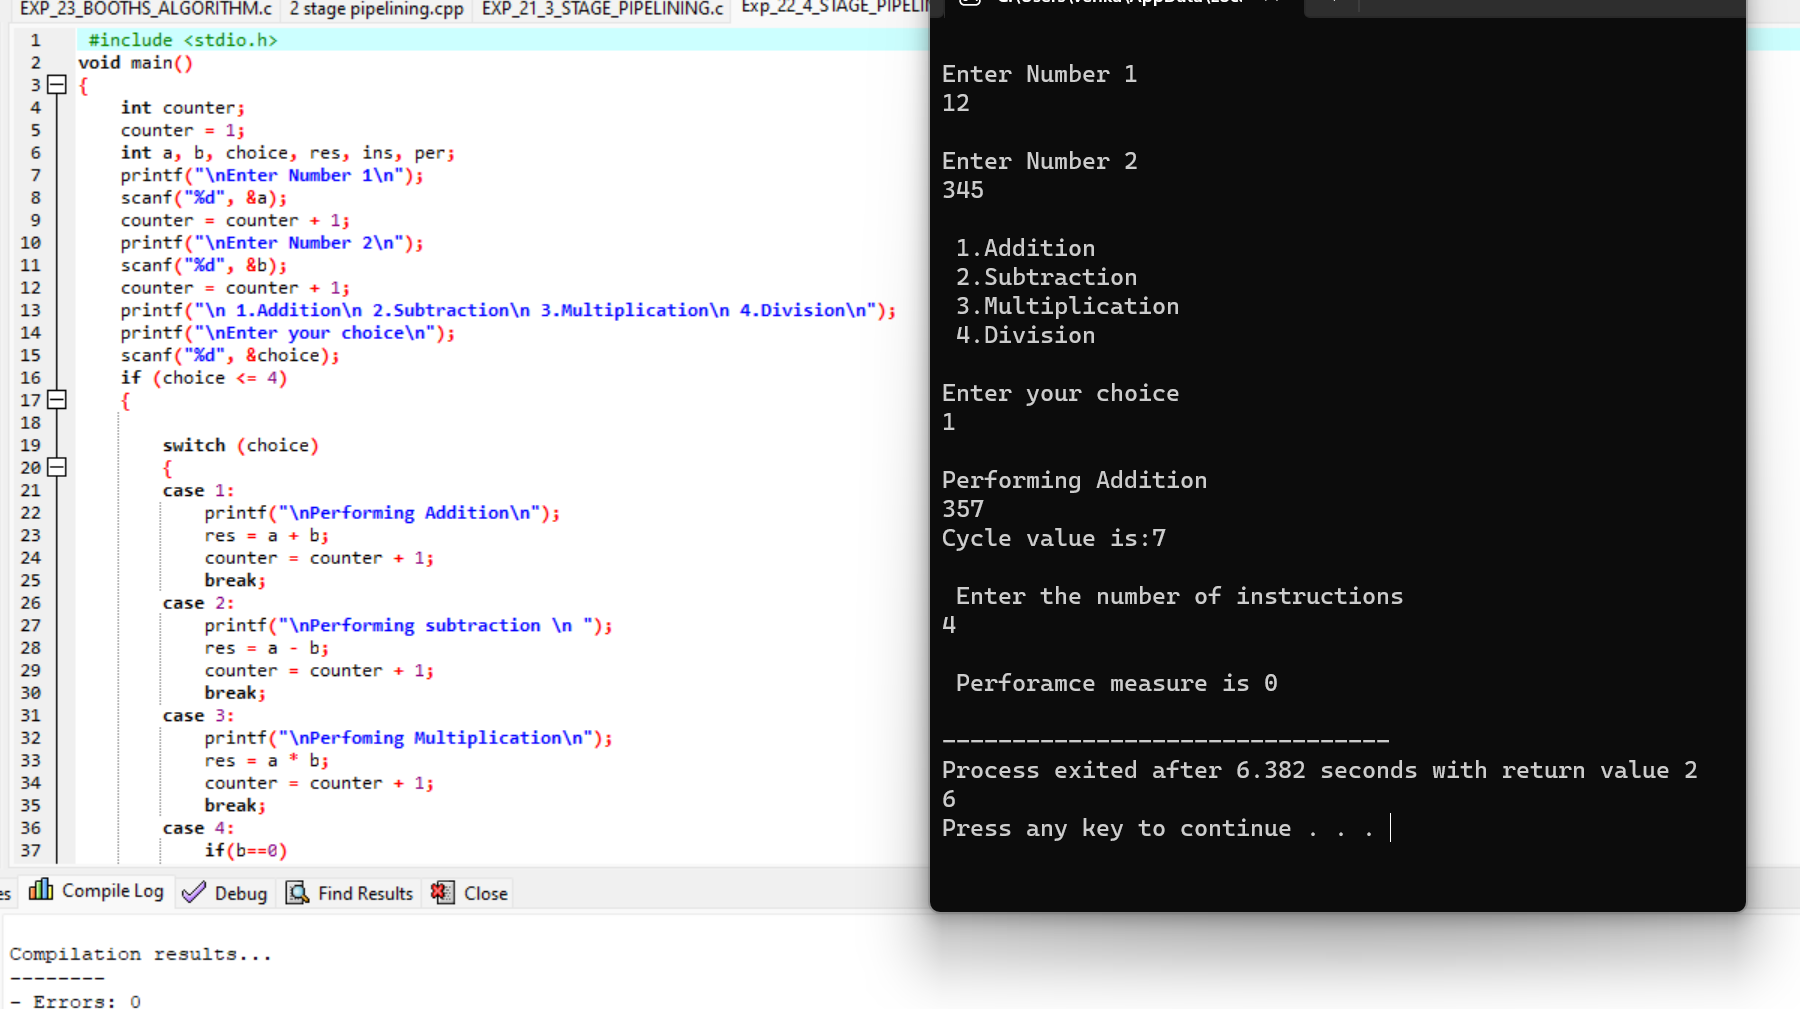 EXP_23_BOOTHS_ALGORITHM.c 2 stage pipelining.cpp EXP_21_3_STAGE_PIPELINING.c Exp_22_4_STAGE_PIPELIN
1 #include <stdio.h>
2 void main()
3 {
4 int counter;
5 counter = 1;
6 int a, b, choice, res, ins, per;
7 printf("\nEnter Number 1\n");
8 scanf("%d", &a);
9 counter = counter + 1;
10 printf("\nEnter Number 2\n");
11 scanf("%d", &b);
12 counter = counter + 1;
13 printf("\n 1.Addition\n 2.Subtraction\n 3.Multiplication\n 4.Division\n");
14 printf("\nEnter your choice\n");
15 scanf("%d", &choice);
16 if (choice <= 4)
17 {
18
19 switch (choice)
20 {
21 case 1:
22 printf("\nPerforming Addition\n");
23 res = a + b;
24 counter = counter + 1;
25 break;
26 case 2:
27 printf("\nPerforming subtraction \n ");
28 res = a - b;
29 counter = counter + 1;
30 break;
31 case 3:
32 printf("\nPerfoming Multiplication\n");
33 res = a * b;
34 counter = counter + 1;
35 break;
36 case 4:
37 if(b==0)
es Compile Log Debug Find Results Close
Compilation results...
--------
- Errors: 0
Enter Number 1
12
Enter Number 2
345
1.Addition
2.Subtraction
3.Multiplication
4.Division
Enter your choice
1
Performing Addition
357
Cycle value is:7
Enter the number of instructions
4
Perforamce measure is 0
--------------------------------
Process exited after 6.382 seconds with return value 2
6
Press any key to continue . . .